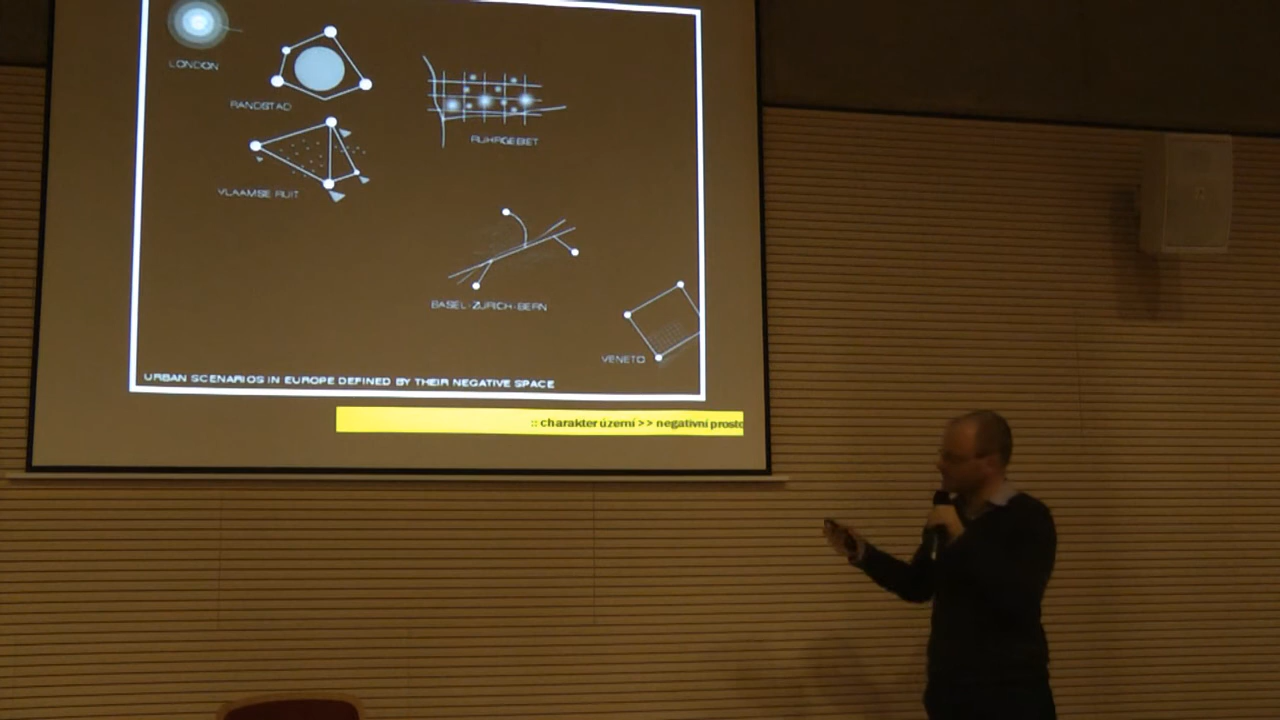 LONDON
RANDSTAD
RUHRGEBIET
VLAAMSE RUIT
BASEL-ZURICH-BERN
VENETO
URBAN SCENARIOS IN EUROPE DEFINED BY THEIR NEGATIVE SPACE
:: charakter území >> negativní prosto